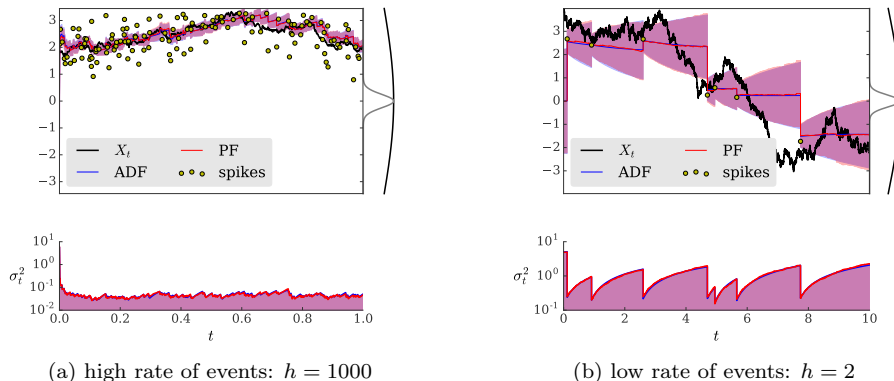 3
2
1
0
−1
−2
−3
X_t
ADF
PF
spikes
10^1
10^0
10^-1
10^-2
σ_t^2
0.0 0.2 0.4 0.6 0.8 1.0
t
(a) high rate of events: h = 1000
3
2
1
0
−1
−2
−3
X_t
ADF
PF
spikes
10^1
10^0
10^-1
σ_t^2
0 2 4 6 8 10
t
(b) low rate of events: h = 2